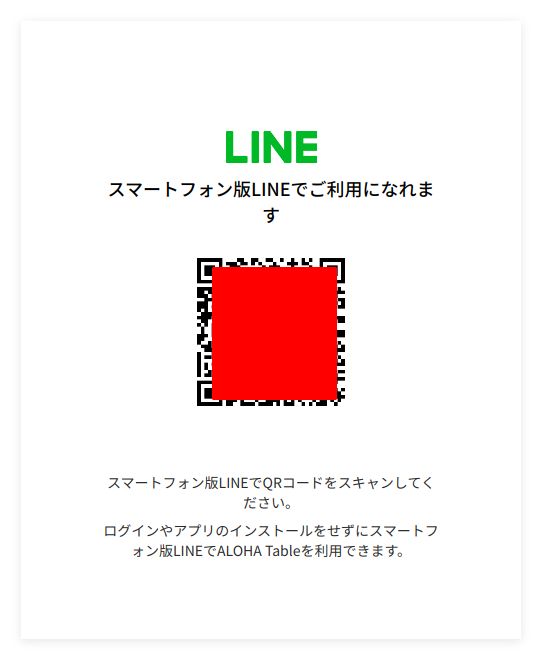 LINE
スマートフォン版LINEでご利用になれま
す
スマートフォン版LINEでQRコードをスキャンしてく
ださい。
ログインやアプリのインストールをせずにスマートフ
ォン版LINEでALOHA Tableを利用できます。